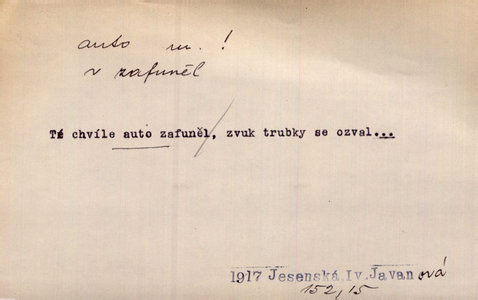 auto m. !
v zafuněl
Té chvíle auto zafuněl, zvuk trubky se ozval...
1917 Jesenská. Iv. Javanová
152,15